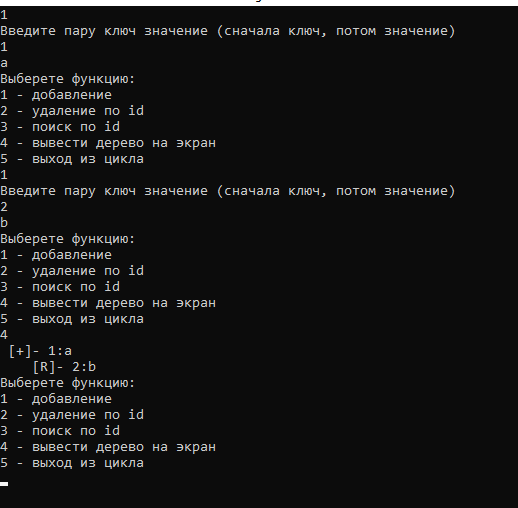 1
Введите пару ключ значение (сначала ключ, потом значение)
1
a
Выберете функцию:
1 - добавление
2 - удаление по id
3 - поиск по id
4 - вывести дерево на экран
5 - выход из цикла
1
Введите пару ключ значение (сначала ключ, потом значение)
2
b
Выберете функцию:
1 - добавление
2 - удаление по id
3 - поиск по id
4 - вывести дерево на экран
5 - выход из цикла
4
[+]- 1:a
[R]- 2:b
Выберете функцию:
1 - добавление
2 - удаление по id
3 - поиск по id
4 - вывести дерево на экран
5 - выход из цикла